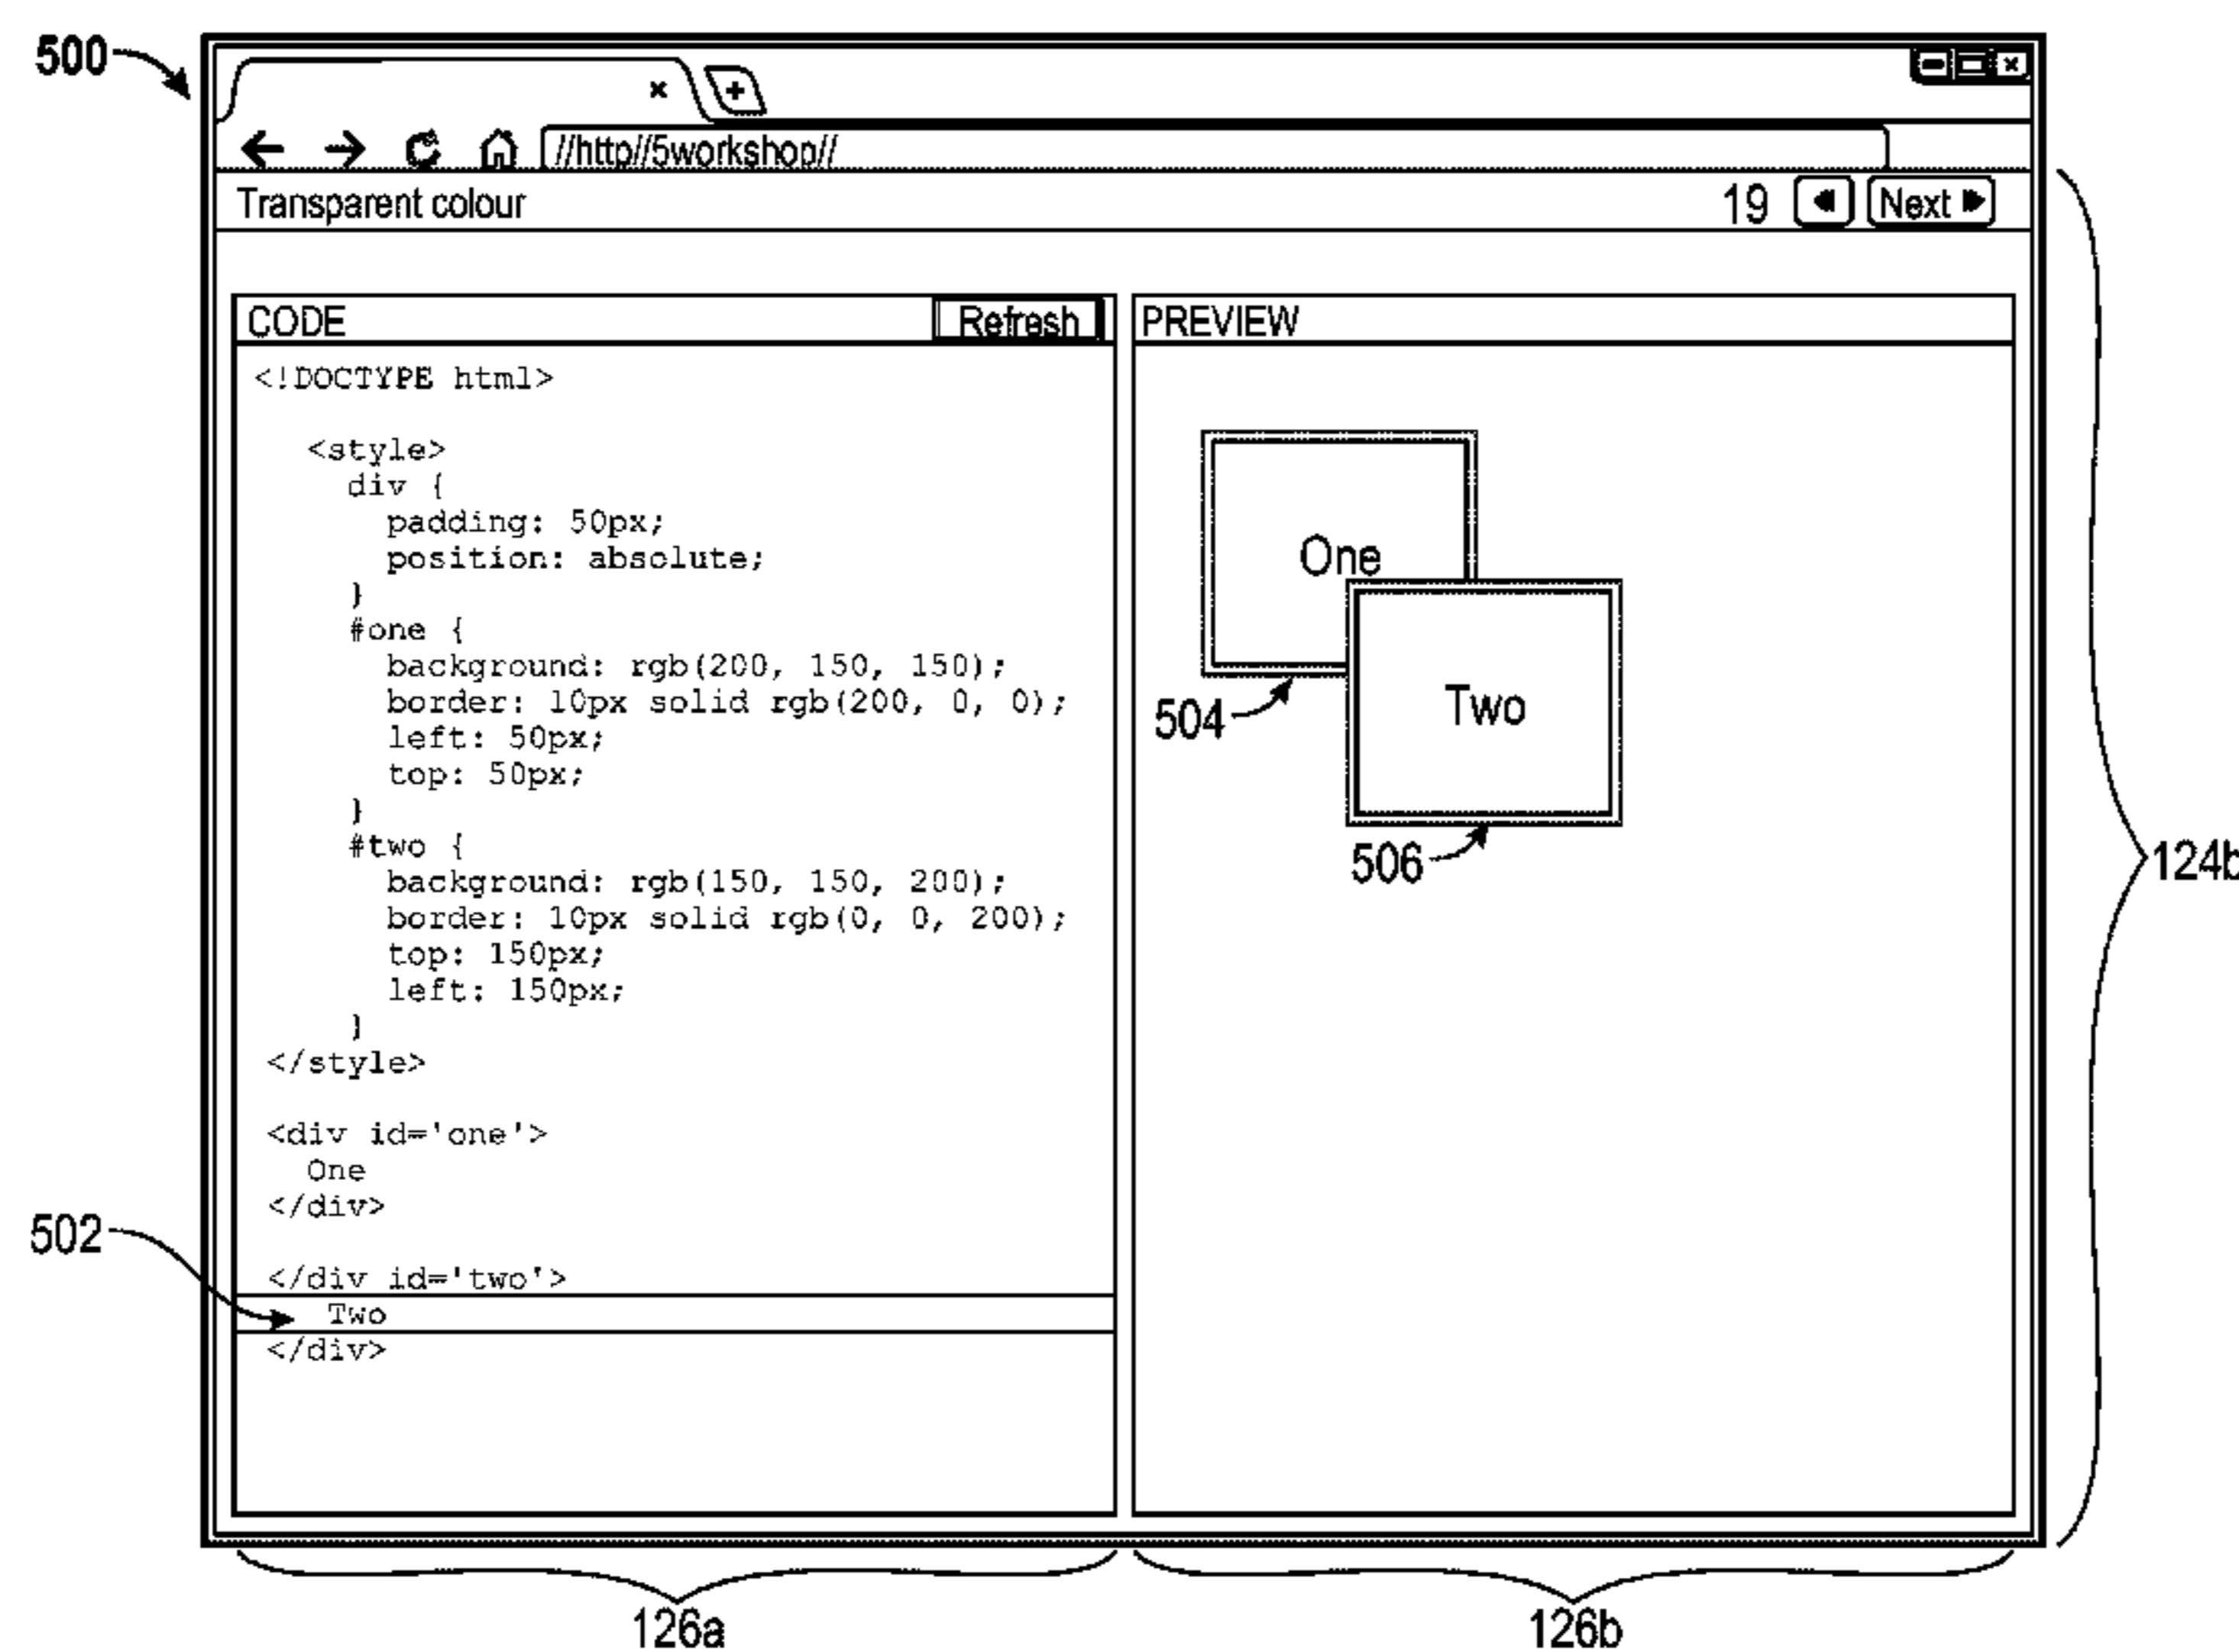 500
x +
//http//5workshop//
Transparent colour 19 Next
CODE Refresh PREVIEW
<!DOCTYPE html>
<style>
div {
padding: 50px;
position: absolute;
}
#one {
background: rgb(200, 150, 150);
border: 10px solid rgb(200, 0, 0);
left: 50px;
top: 50px;
}
#two {
background: rgb(150, 150, 200);
border: 10px solid rgb(0, 0, 200);
top: 150px;
left: 150px;
}
</style>
<div id='one'>
One
</div>
</div id='two'>
Two
</div>
502
One
Two
504
506
124b
126a
126b